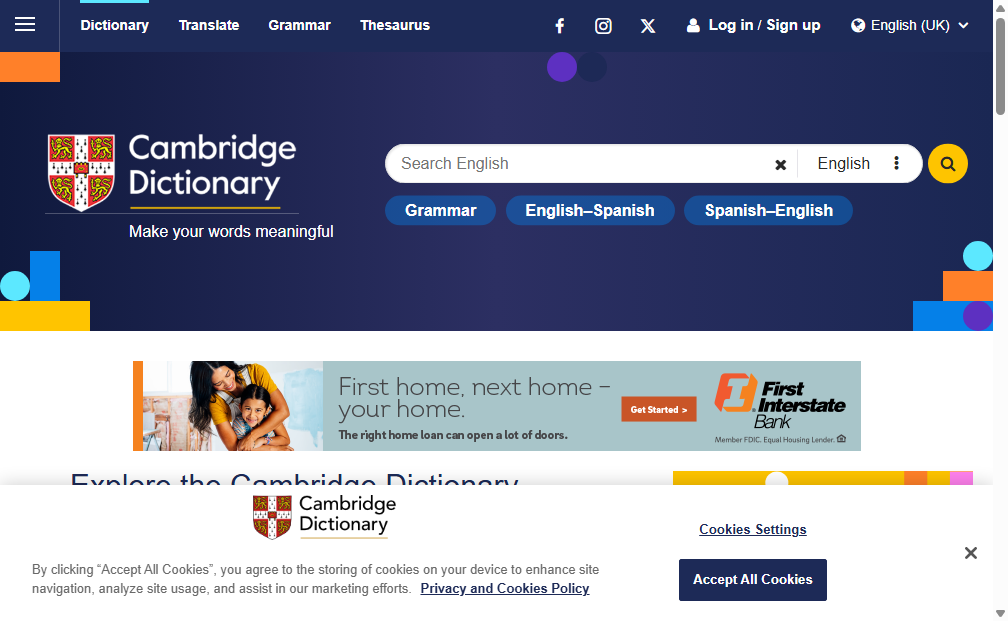 Dictionary Translate Grammar Thesaurus Log in / Sign up English (UK)
Cambridge
Dictionary
Make your words meaningful
Search English English
Grammar English–Spanish Spanish–English
First home, next home –
your home.
The right home loan can open a lot of doors.
Get Started >
First
Interstate
Bank
Member FDIC. Equal Housing Lender.
Explore the Cambridge Dictionary
Cambridge
Dictionary
By clicking “Accept All Cookies”, you agree to the storing of cookies on your device to enhance site
navigation, analyze site usage, and assist in our marketing efforts. Privacy and Cookies Policy
Cookies Settings
Accept All Cookies